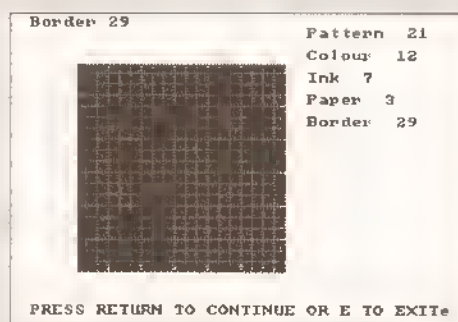 Border 29
Pattern 21
Colour 12
Ink 7
Paper 3
Border 29
PRESS RETURN TO CONTINUE OR E TO EXITe